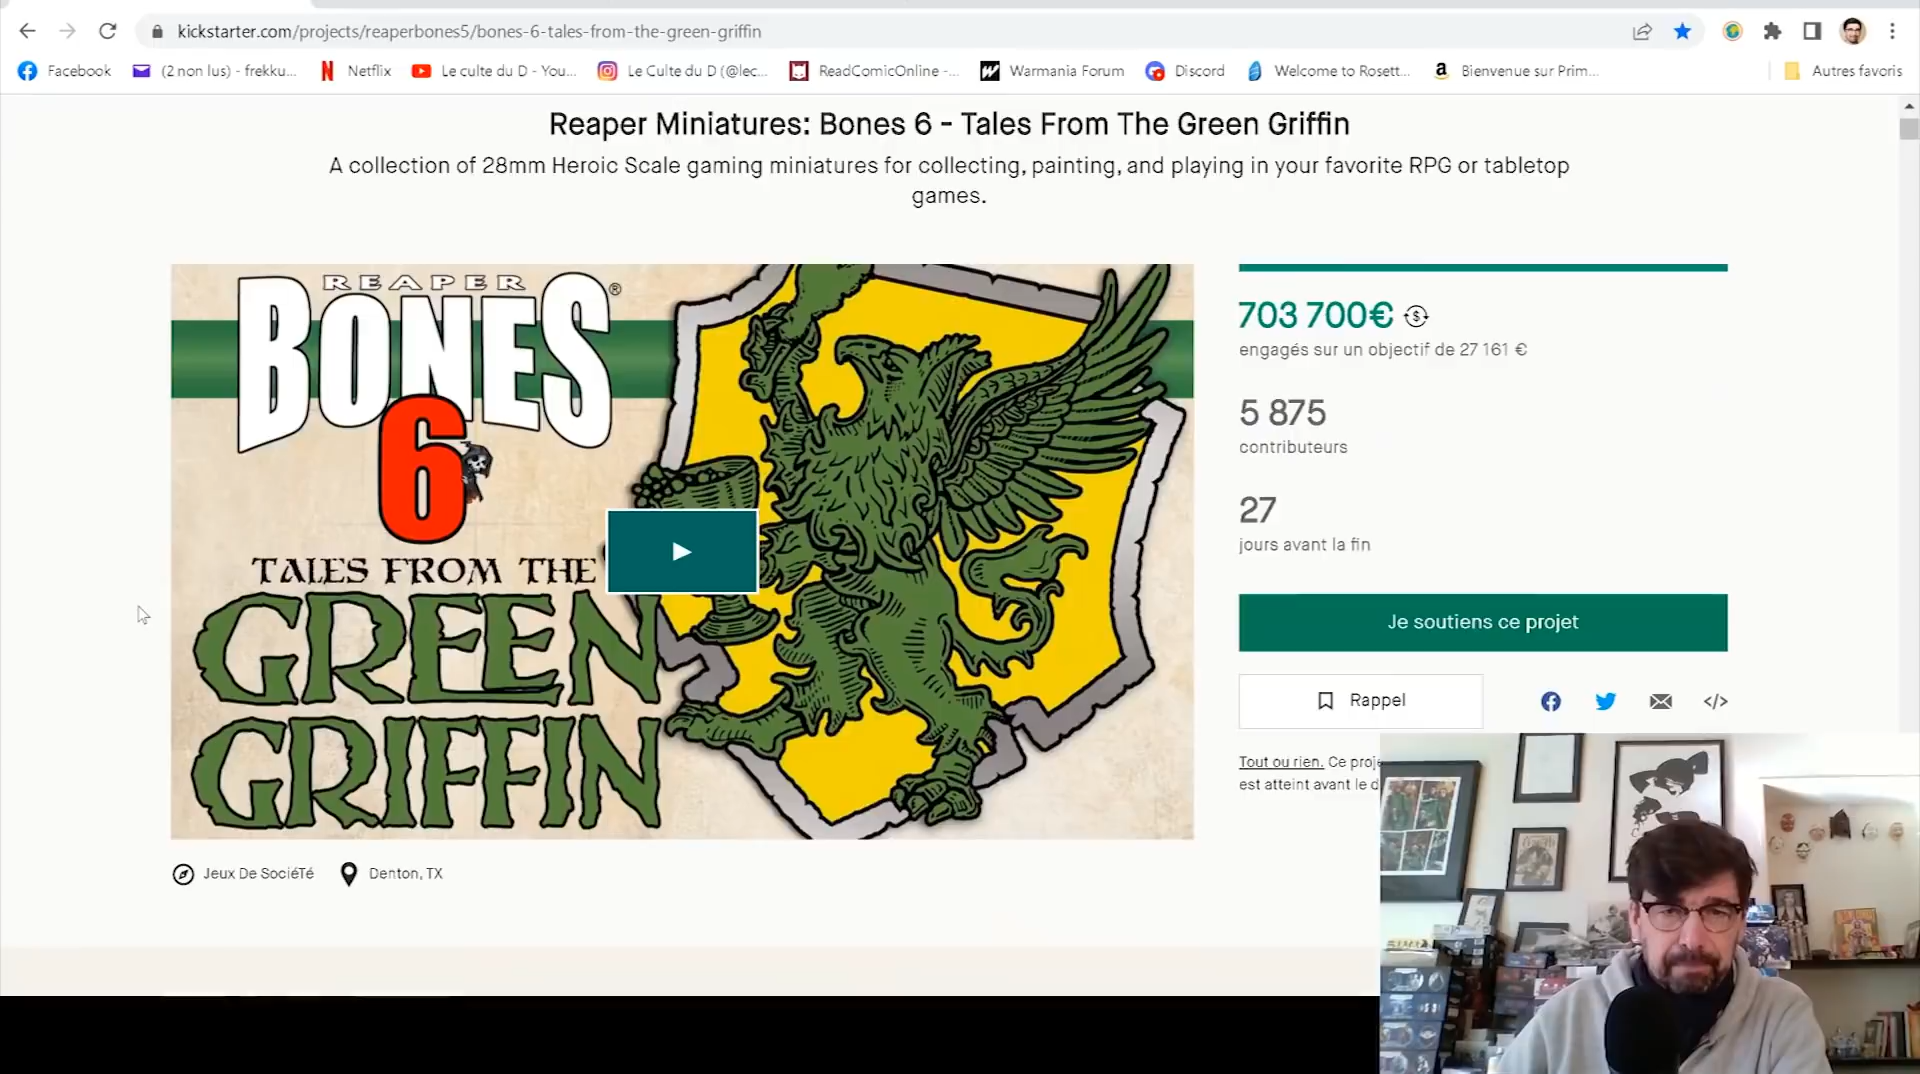 kickstarter.com/projects/reaperbones5/bones-6-tales-from-the-green-griffin
Facebook
(2 non lus) - frekku...
Netflix
Le culte du D - You...
Le Culte du D (@lec...
ReadComicOnline -...
Warmania Forum
Discord
Welcome to Rosett...
Bienvenue sur Prim...
Autres favoris
Reaper Miniatures: Bones 6 - Tales From The Green Griffin
A collection of 28mm Heroic Scale gaming miniatures for collecting, painting, and playing in your favorite RPG or tabletop
games.
REAPER
BONES®
6
TALES FROM THE
GREEN
GRIFFIN
703 700€
engagés sur un objectif de 27 161 €
5 875
contributeurs
27
jours avant la fin
Je soutiens ce projet
Rappel
Tout ou rien. Ce proje
est atteint avant le d
Jeux De SociéTé
Denton, TX